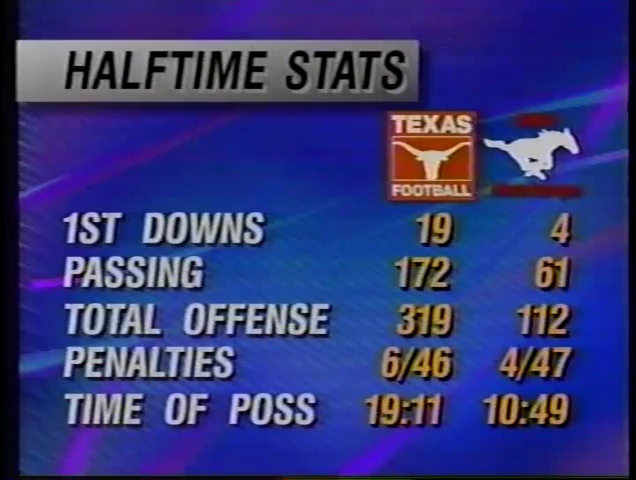 HALFTIME STATS
TEXAS
FOOTBALL
1ST DOWNS 19 4
PASSING 172 61
TOTAL OFFENSE 319 112
PENALTIES 6/46 4/47
TIME OF POSS 19:11 10:49